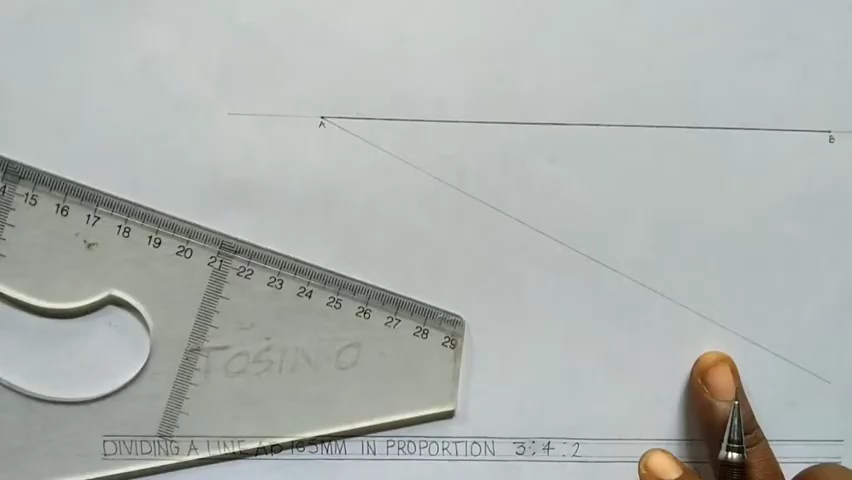 A
B
15 16 17 18 19 20 21 22 23 24 25 26 27 28 29
TOSIN O
DIVIDING A LINE AB 165MM IN PROPORTION 3:4:2